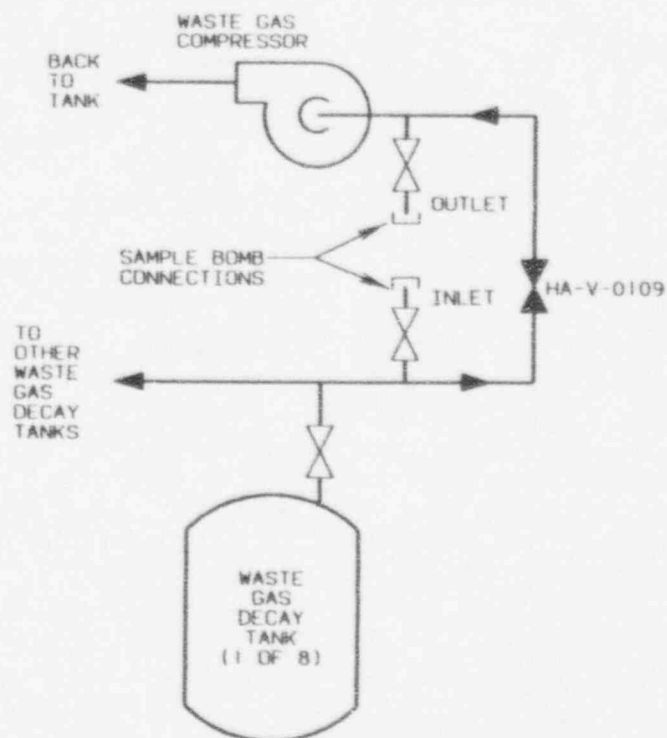 WASTE GAS
COMPRESSOR
BACK
TO
TANK
OUTLET
SAMPLE BOMB
CONNECTIONS
INLET
HA-V-0109
TO
OTHER
WASTE
GAS
DECAY
TANKS
WASTE
GAS
DECAY
TANK
(1 OF 8)